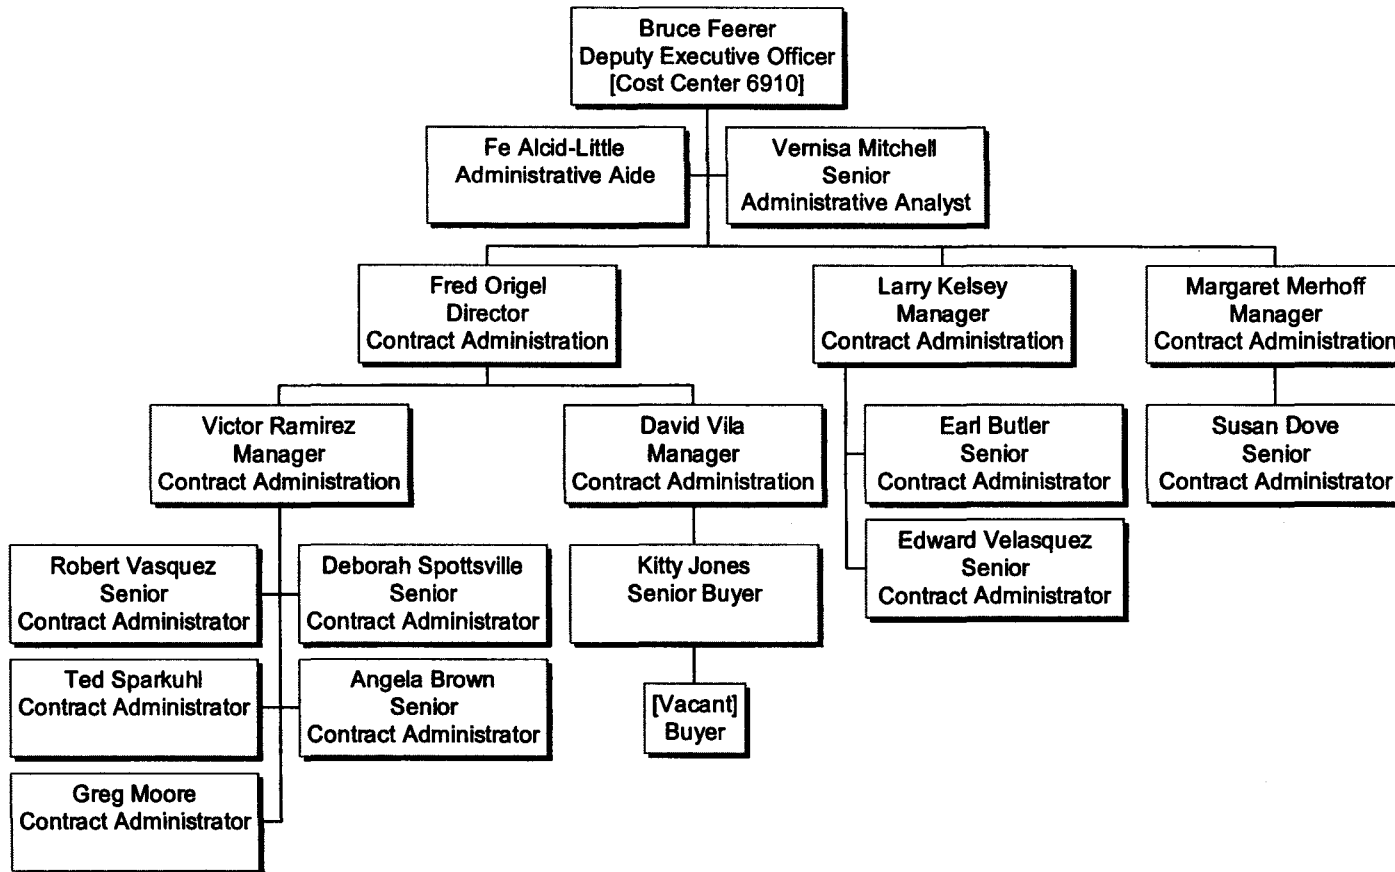 Bruce Feerer
Deputy Executive Officer
[Cost Center 6910]
Fe Alcid-Little
Administrative Aide
Vernisa Mitchell
Senior
Administrative Analyst
Fred Origel
Director
Contract Administration
Larry Kelsey
Manager
Contract Administration
Margaret Merhoff
Manager
Contract Administration
Victor Ramirez
Manager
Contract Administration
David Vila
Manager
Contract Administration
Earl Butler
Senior
Contract Administrator
Susan Dove
Senior
Contract Administrator
Robert Vasquez
Senior
Contract Administrator
Deborah Spottsville
Senior
Contract Administrator
Kitty Jones
Senior Buyer
Edward Velasquez
Senior
Contract Administrator
Ted Sparkuhl
Contract Administrator
Angela Brown
Senior
Contract Administrator
[Vacant]
Buyer
Greg Moore
Contract Administrator